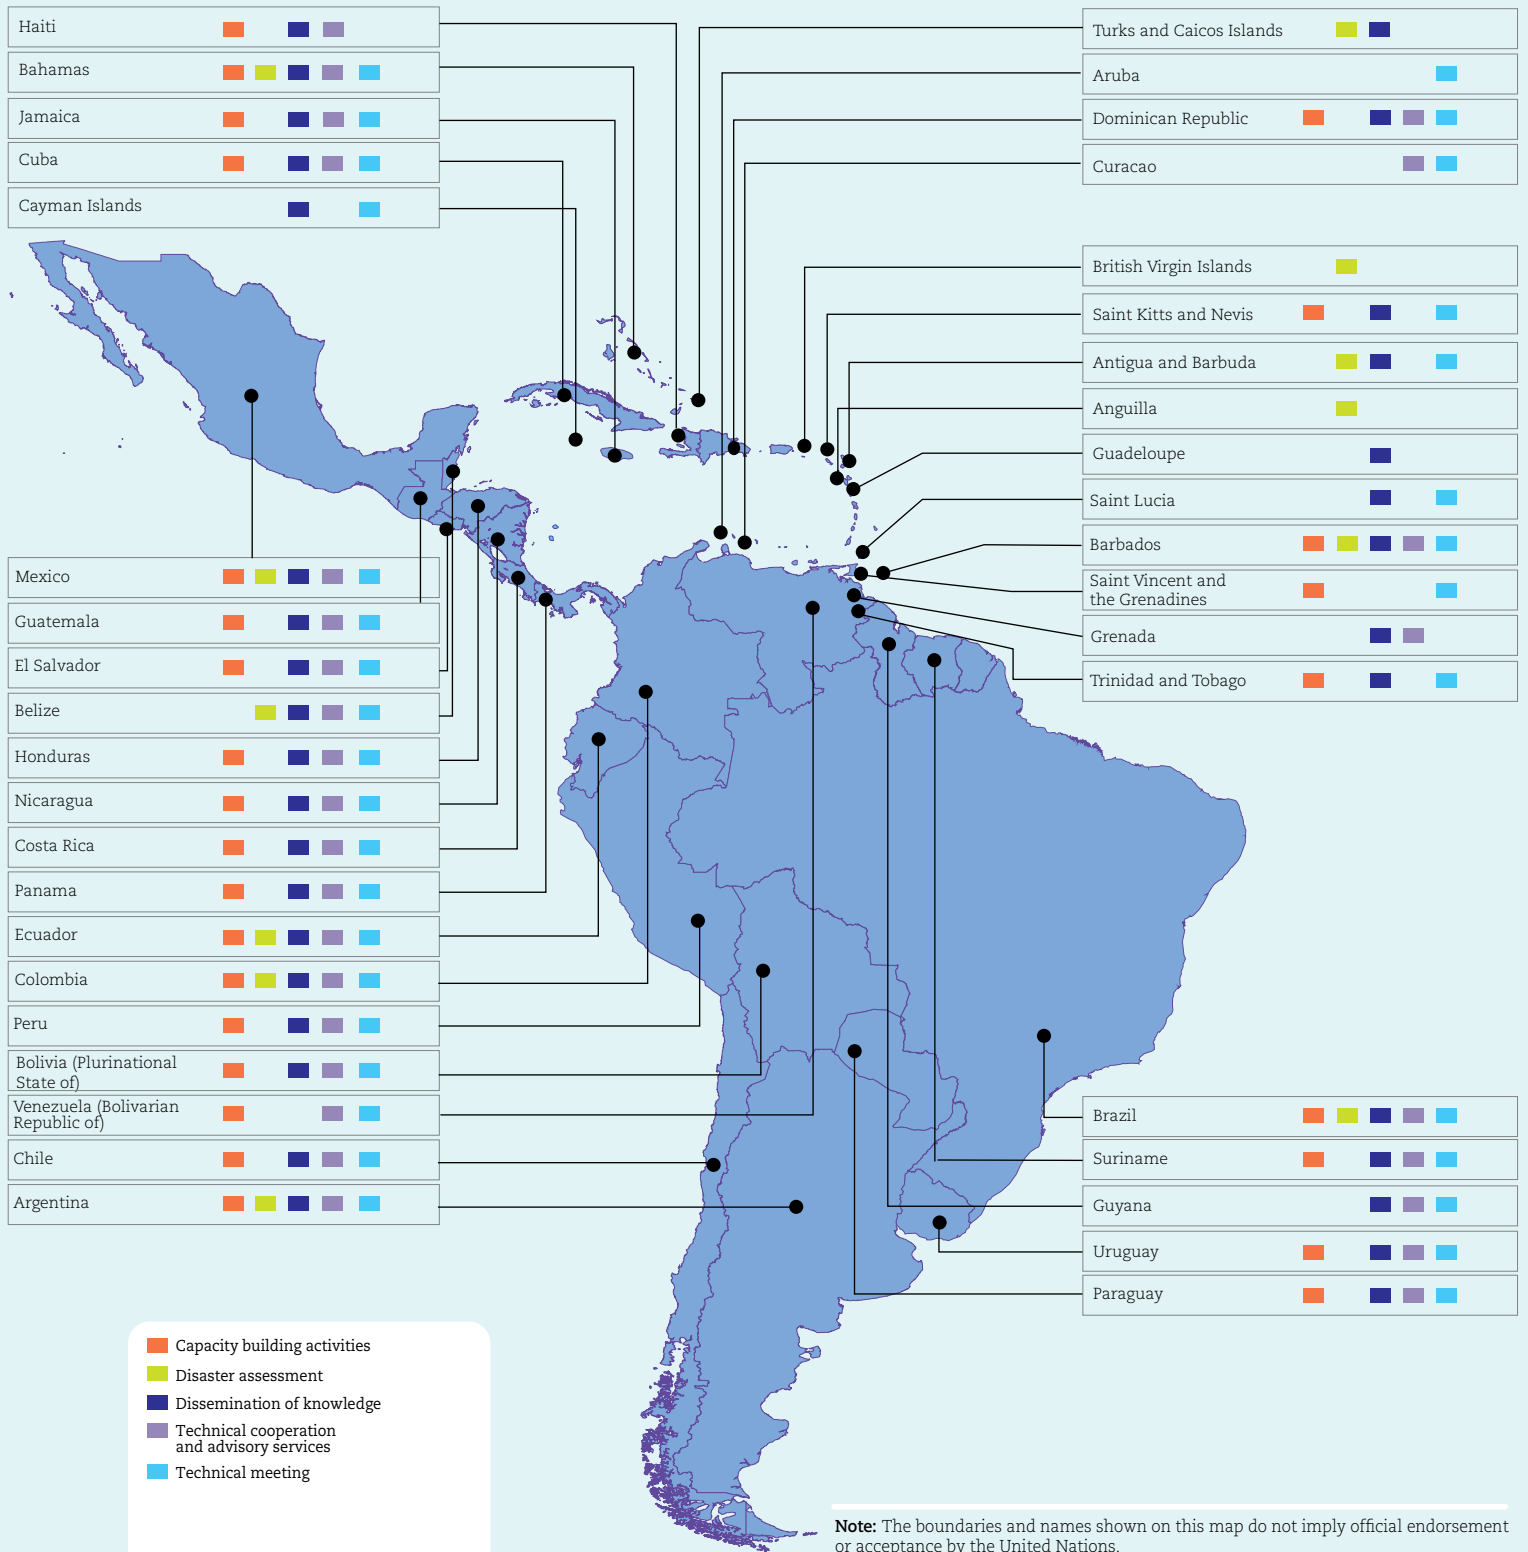 Haiti
Bahamas
Jamaica
Cuba
Cayman Islands
Turks and Caicos Islands
Aruba
Dominican Republic
Curacao
British Virgin Islands
Saint Kitts and Nevis
Antigua and Barbuda
Anguilla
Guadeloupe
Saint Lucia
Barbados
Saint Vincent and
the Grenadines
Grenada
Trinidad and Tobago
Mexico
Guatemala
El Salvador
Belize
Honduras
Nicaragua
Costa Rica
Panama
Ecuador
Colombia
Peru
Bolivia (Plurinational
State of)
Venezuela (Bolivarian
Republic of)
Chile
Argentina
Brazil
Suriname
Guyana
Uruguay
Paraguay
Capacity building activities
Disaster assessment
Dissemination of knowledge
Technical cooperation
and advisory services
Technical meeting
Note: The boundaries and names shown on this map do not imply official endorsement
or acceptance by the United Nations.